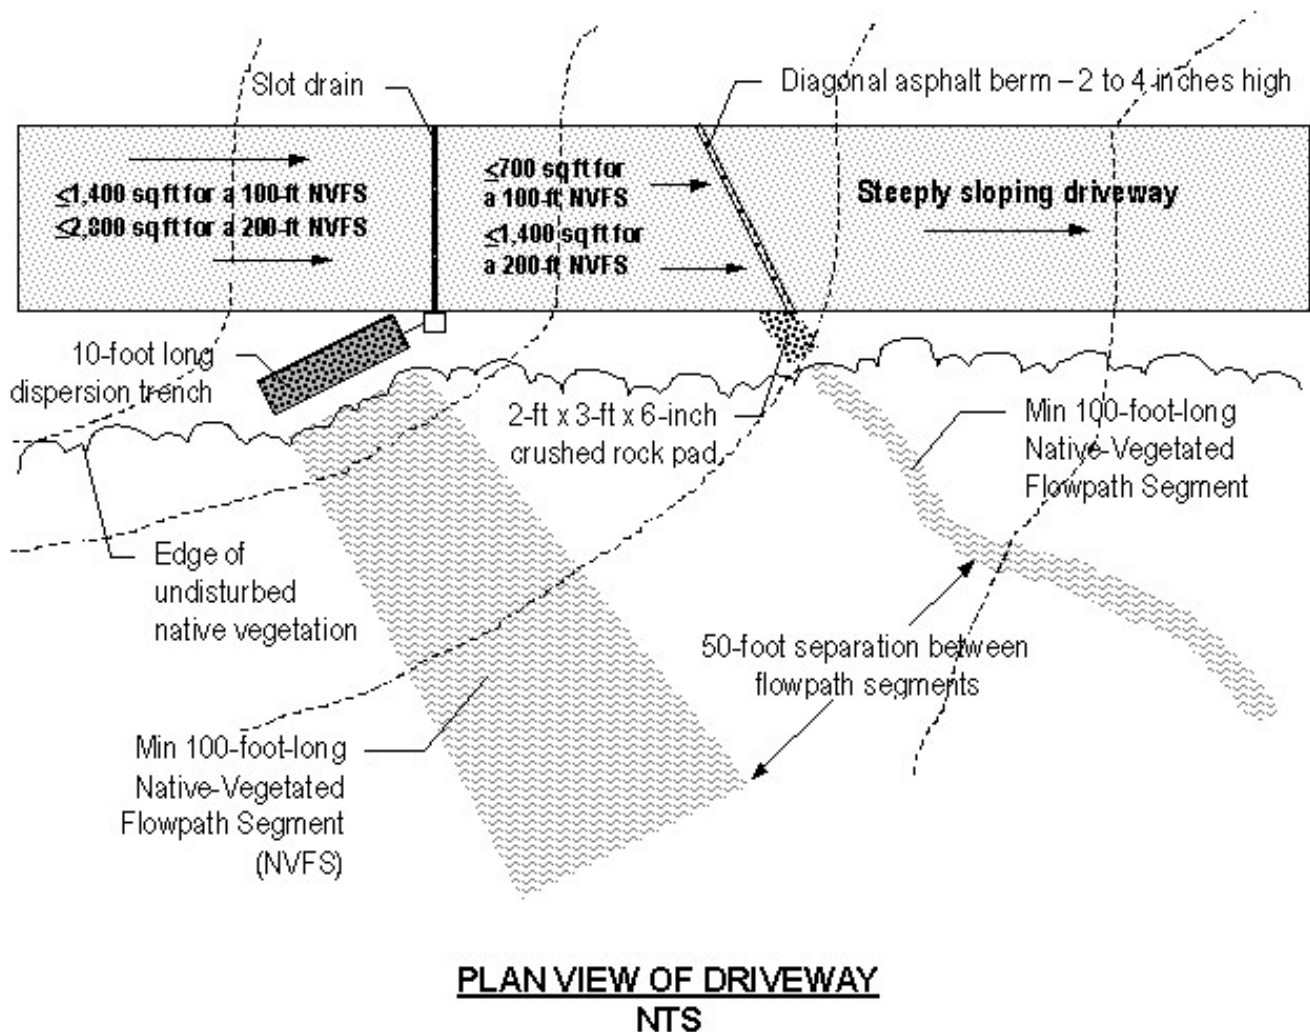 Slot drain
Diagonal asphalt berm – 2 to 4 inches high
≤1,400 sq ft for a 100-ft NVFS
≤2,800 sq ft for a 200-ft NVFS
≤700 sq ft for
a 100-ft NVFS
≤1,400 sq ft for
a 200-ft NVFS
Steeply sloping driveway
10-foot long
dispersion trench
2-ft x 3-ft x 6-inch
crushed rock pad
Min 100-foot-long
Native-Vegetated
Flowpath Segment
Edge of
undisturbed
native vegetation
50-foot separation between
flowpath segments
Min 100-foot-long
Native-Vegetated
Flowpath Segment
(NVFS)
PLAN VIEW OF DRIVEWAY
NTS